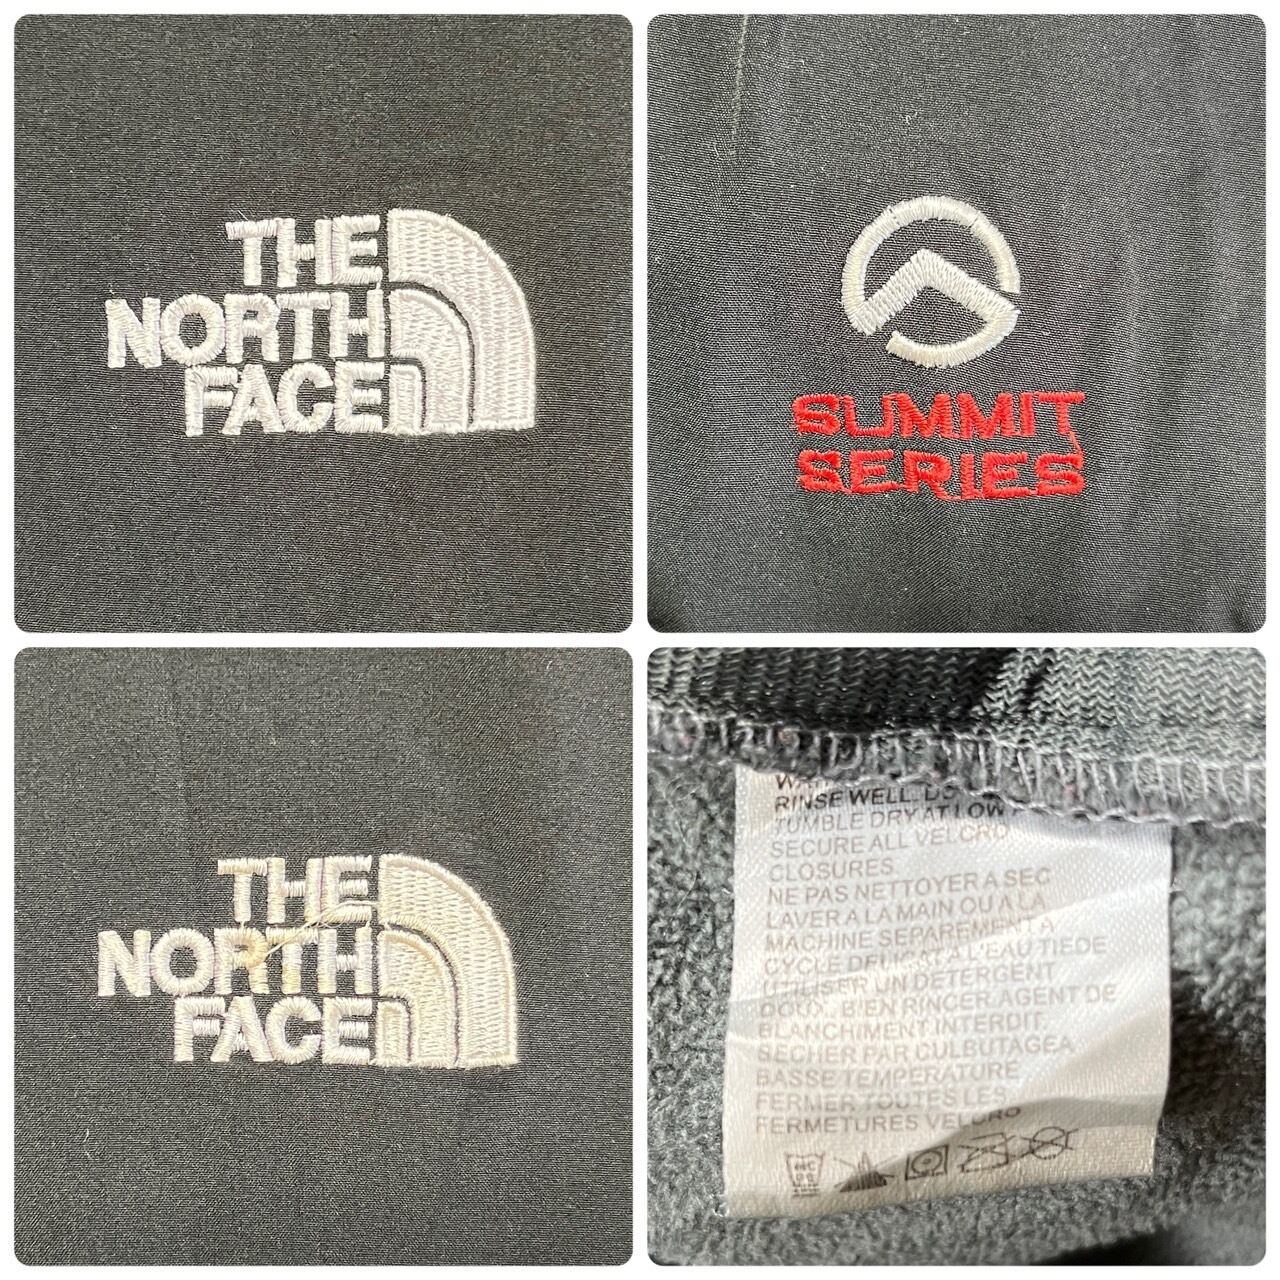 THE
NORTH
FACE
SUMMIT
SERIES
THE
NORTH
FACE
RINSE WELL. DO
TUMBLE DRY AT LOW
SECURE ALL VELCRO
CLOSURES
NE PAS NETTOYER A SEC
LAVER A LA MAIN OU A LA
MACHINE SEPAREMENT A
CYCLE DELICAT A L'EAU TIEDE
UTILISER UN DETERGENT
DOUX. BIEN RINCER AGENT DE
BLANCHIMENT INTERDIT
SECHER PAR CULBUTAGEA
BASSE TEMPERATURE
FERMER TOUTES LES
FERMETURES VELCRO